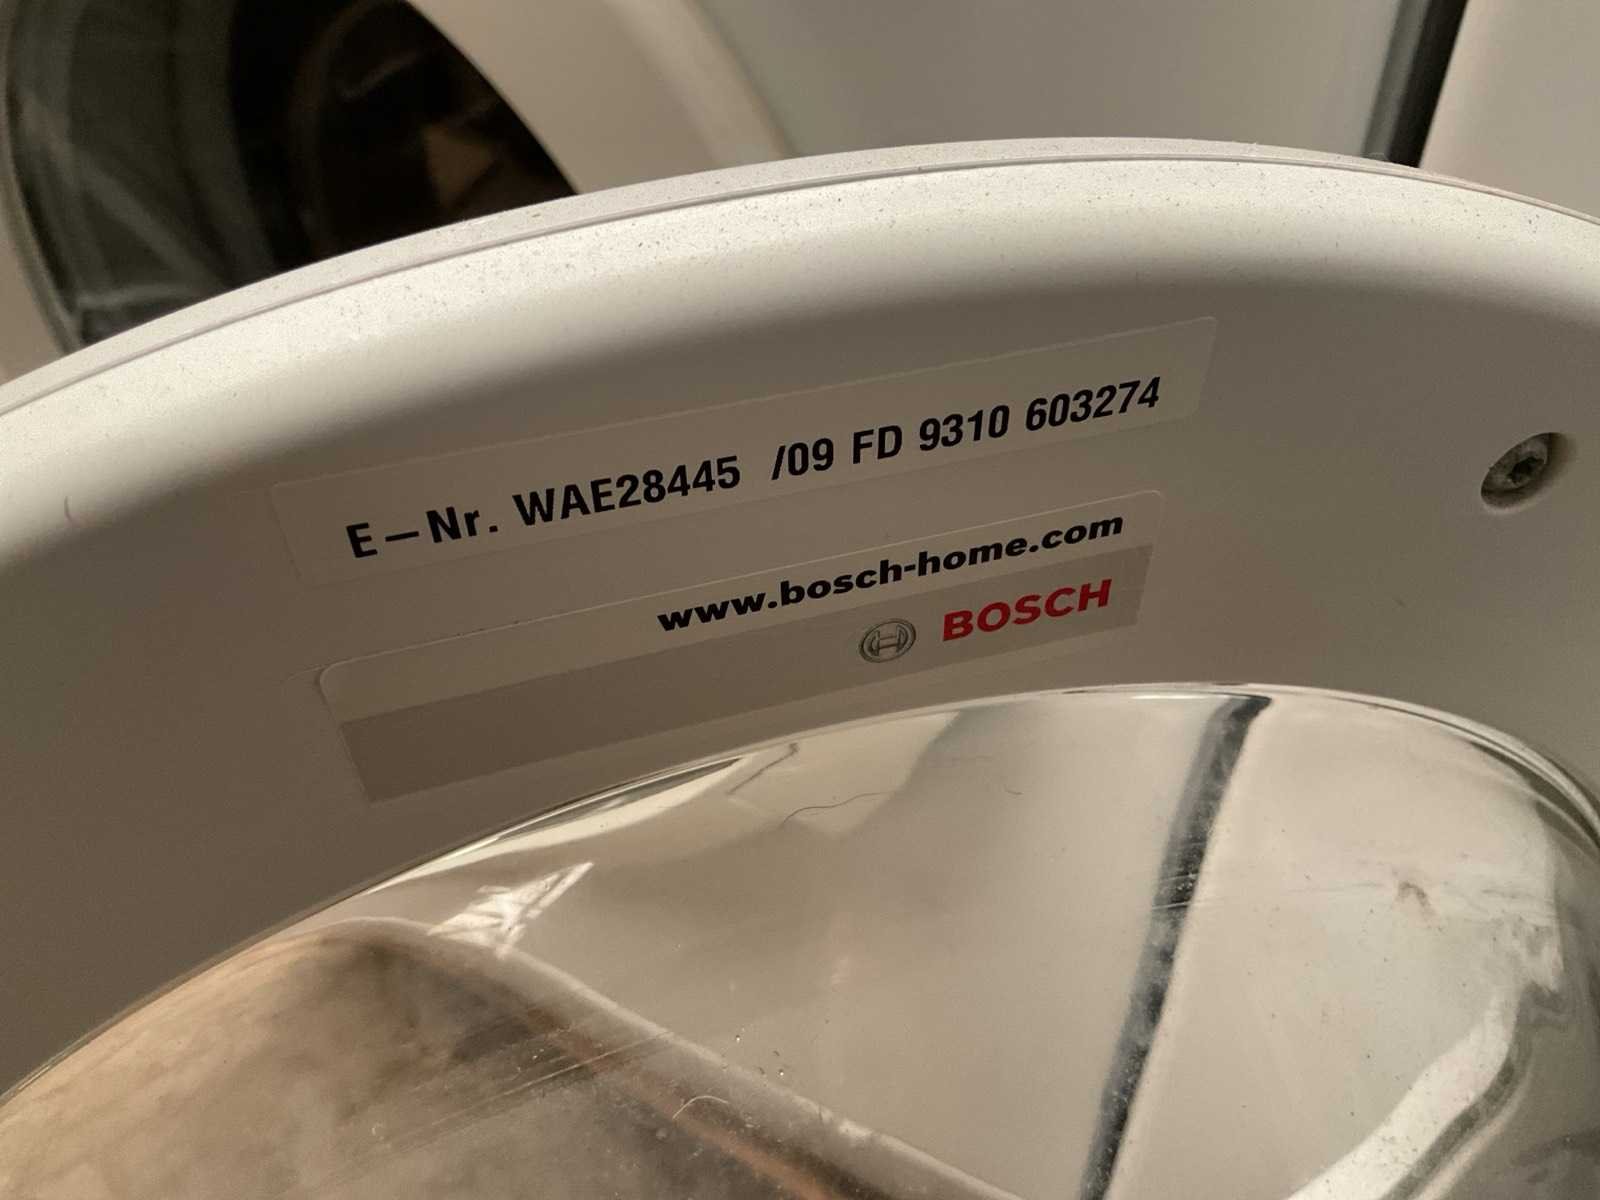 E-Nr. WAE28445 /09 FD 9310 603274
www.bosch-home.com
BOSCH